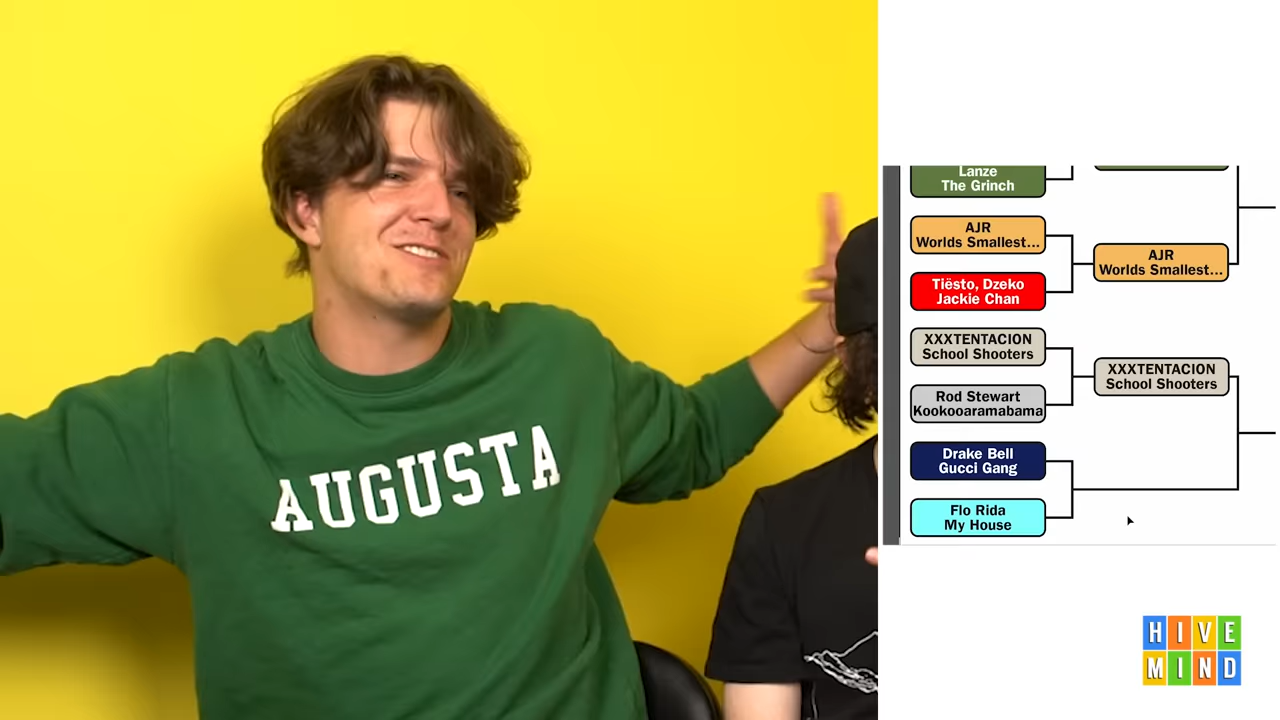 AUGUSTA
Lanze
The Grinch
AJR
Worlds Smallest...
Tiësto, Dzeko
Jackie Chan
XXXTENTACION
School Shooters
Rod Stewart
Kookooaramabama
Drake Bell
Gucci Gang
Flo Rida
My House
AJR
Worlds Smallest...
XXXTENTACION
School Shooters
HIVE
MIND